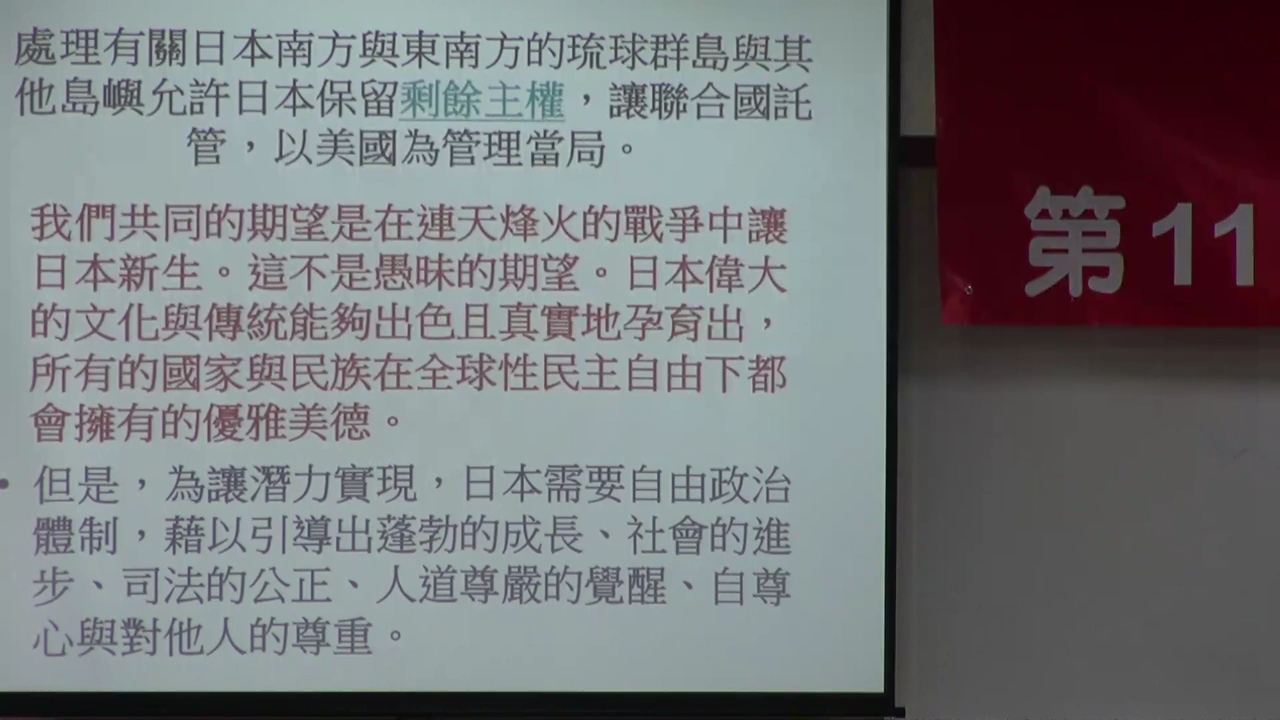 處理有關日本南方與東南方的琉球群島與其
他島嶼允許日本保留剩餘主權，讓聯合國託
管，以美國為管理當局。
我們共同的期望是在連天烽火的戰爭中讓
日本新生。這不是愚昧的期望。日本偉大
的文化與傳統能夠出色且真實地孕育出，
所有的國家與民族在全球性民主自由下都
會擁有的優雅美德。
• 但是，為讓潛力實現，日本需要自由政治
體制，藉以引導出蓬勃的成長、社會的進
步、司法的公正、人道尊嚴的覺醒、自尊
心與對他人的尊重。
第11